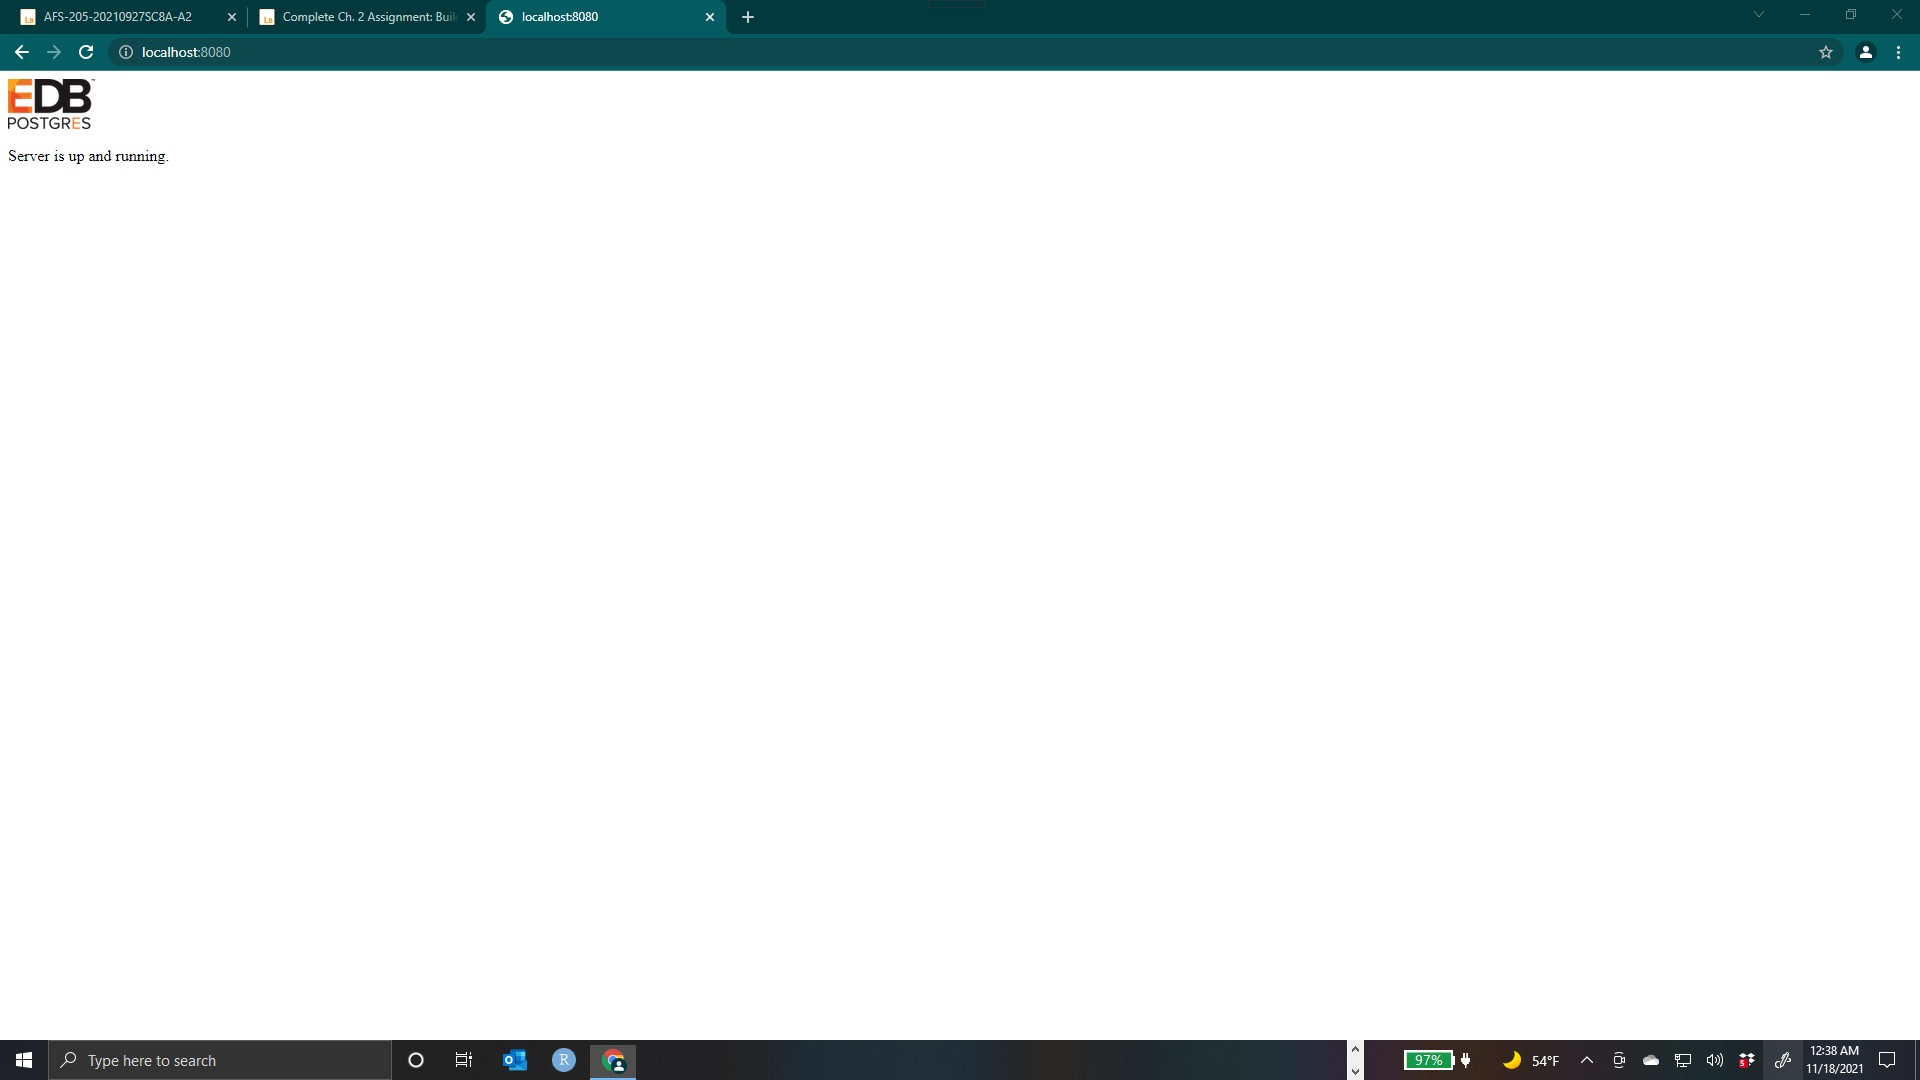 AFS-205-20210927SC8A-A2
Complete Ch. 2 Assignment: Buil
localhost:8080
localhost:8080
EDB
POSTGRES
Server is up and running.
Type here to search
97%
54°F
12:38 AM
11/18/2021